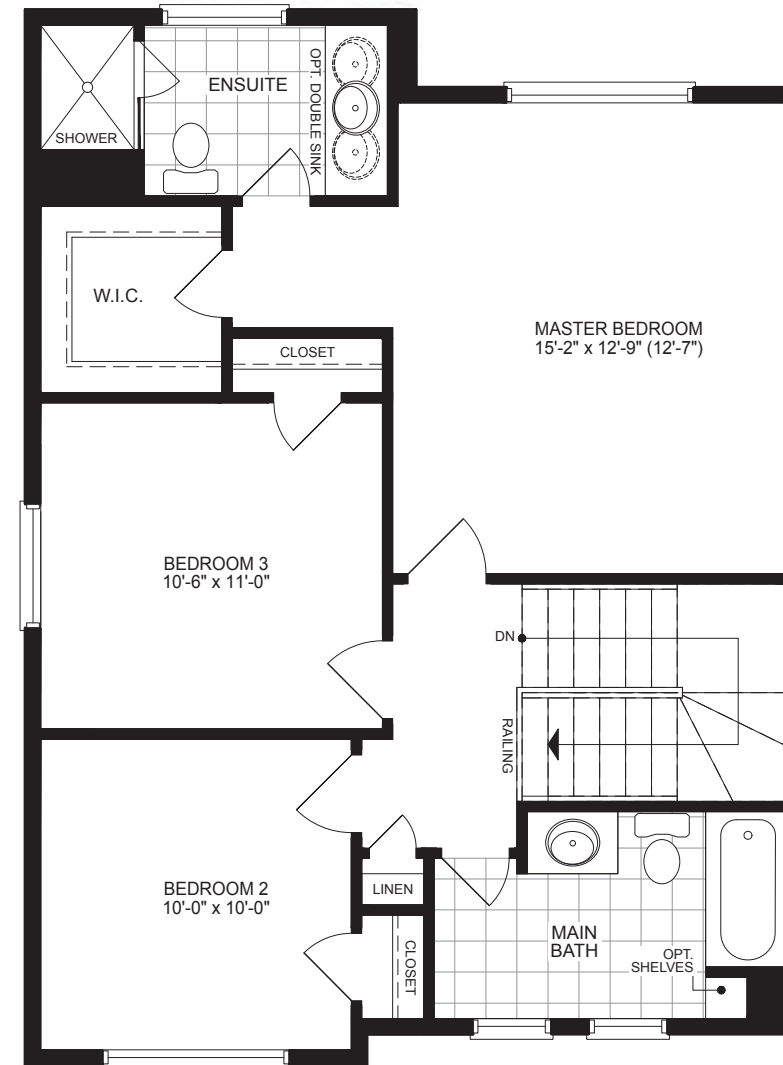 ENSUITE
OPT. DOUBLE SINK
SHOWER
W.I.C.
CLOSET
MASTER BEDROOM
15'-2" x 12'-9" (12'-7")
BEDROOM 3
10'-6" x 11'-0"
DN
RAILING
BEDROOM 2
10'-0" x 10'-0"
LINEN
CLOSET
MAIN
BATH
OPT.
SHELVES